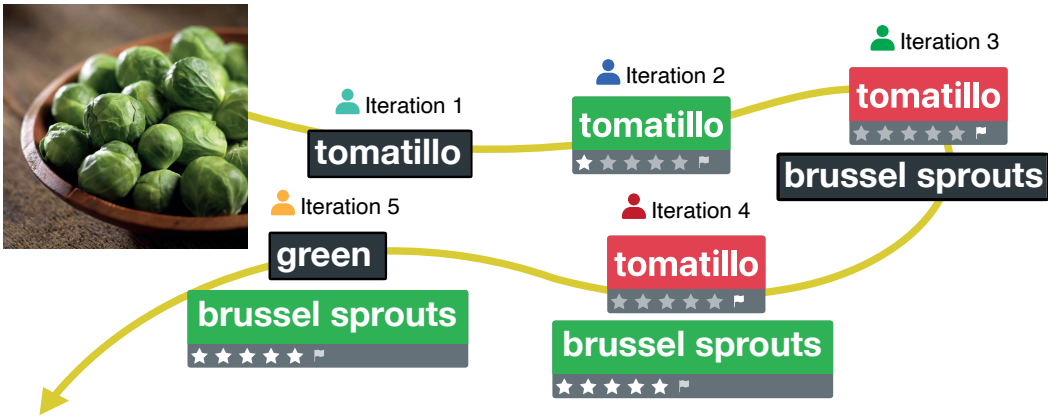 Iteration 1
tomatillo
Iteration 2
tomatillo
Iteration 3
tomatillo
brussel sprouts
Iteration 4
tomatillo
brussel sprouts
Iteration 5
green
brussel sprouts